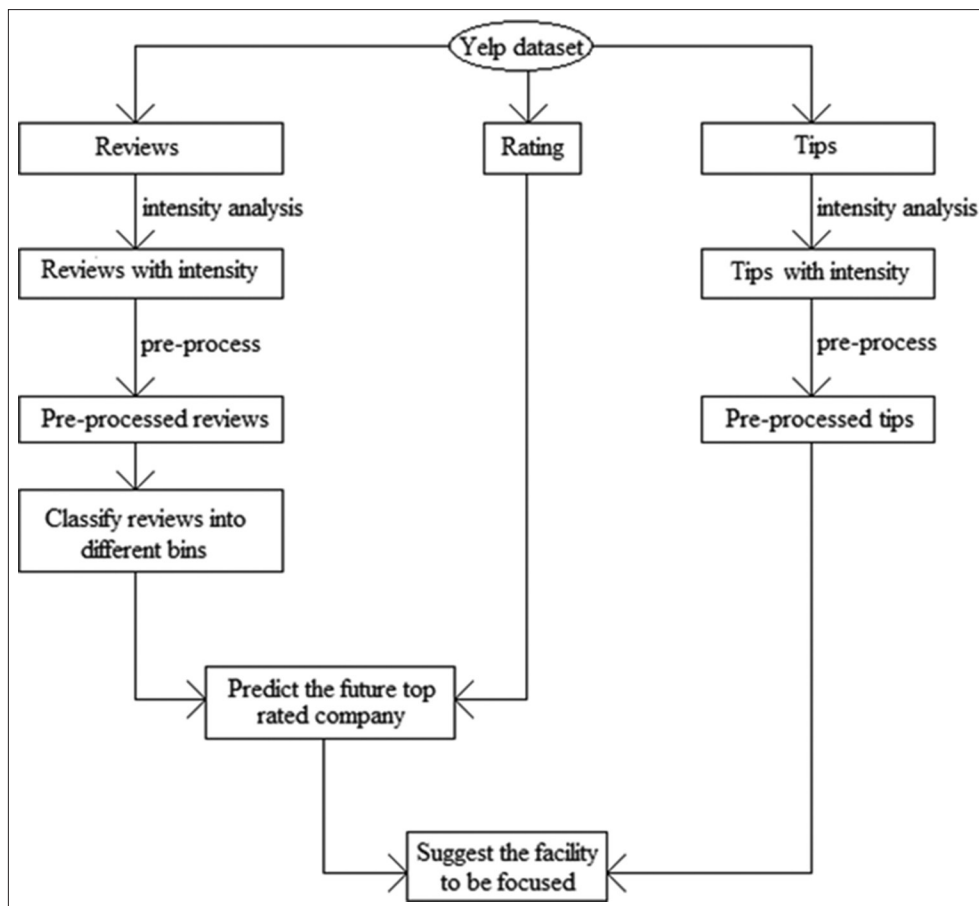 Yelp dataset
Reviews
Rating
Tips
intensity analysis
intensity analysis
Reviews with intensity
Tips with intensity
pre-process
pre-process
Pre-processed reviews
Pre-processed tips
Classify reviews into
different bins
Predict the future top
rated company
Suggest the facility
to be focused